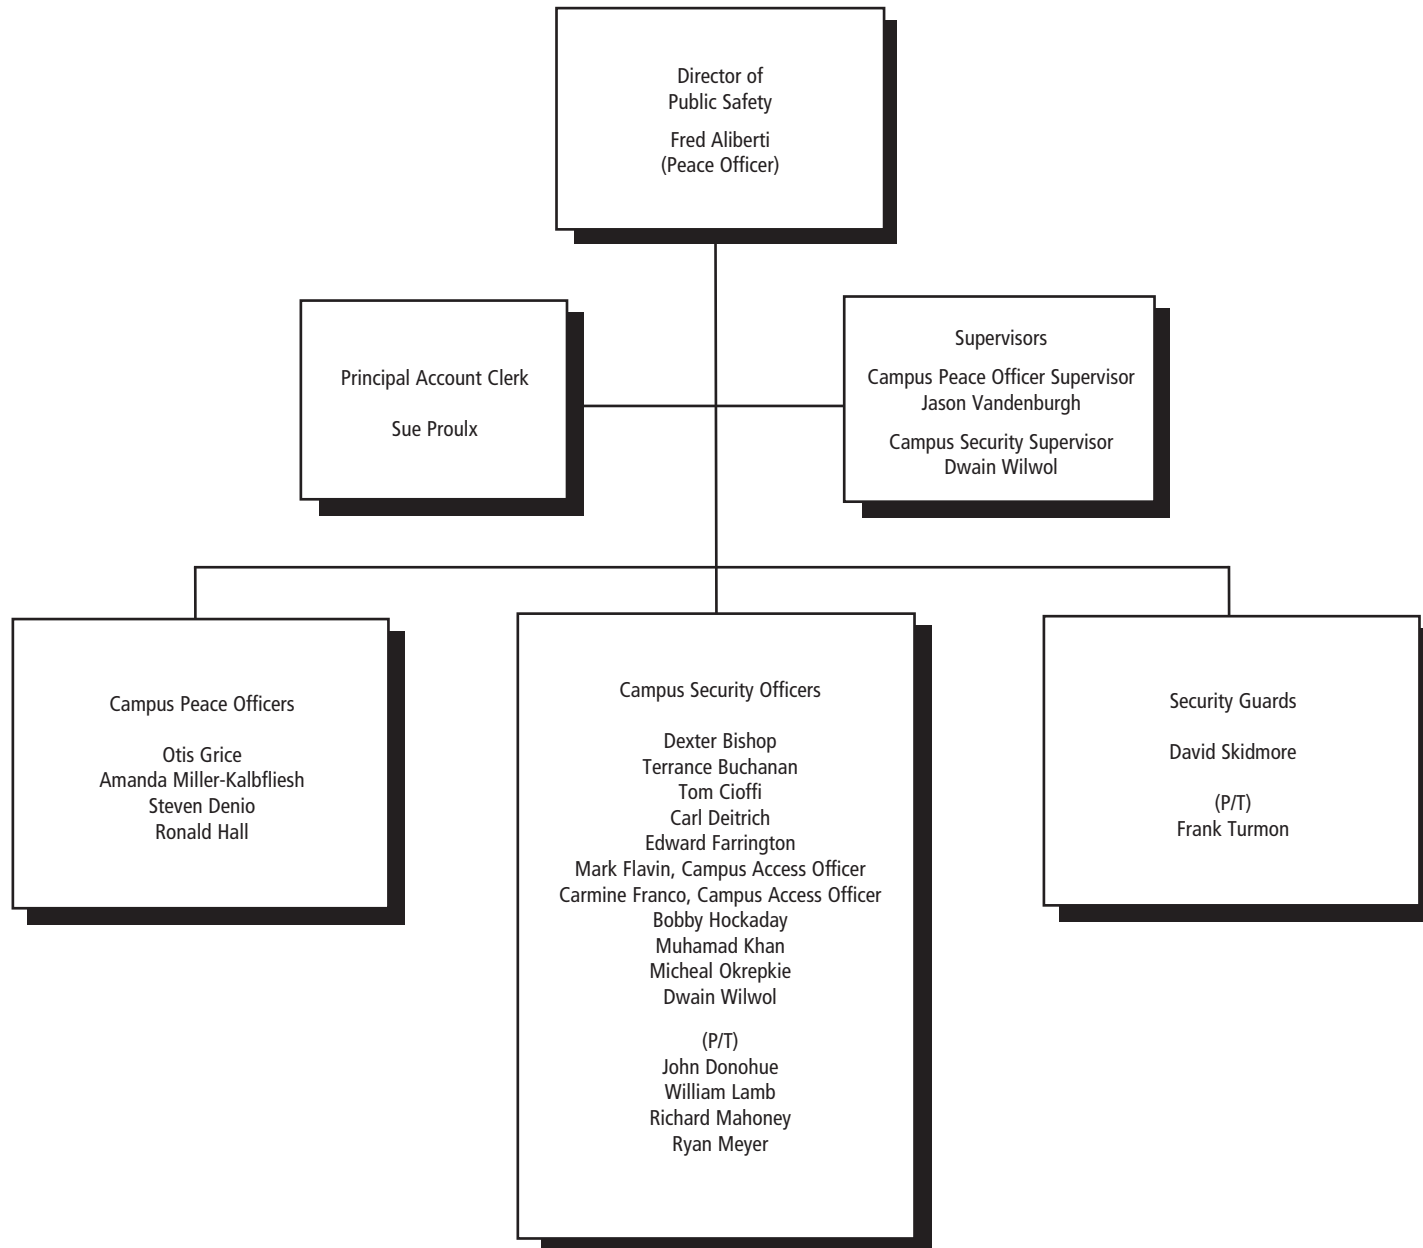 Director of
Public Safety
Fred Aliberti
(Peace Officer)
Principal Account Clerk
Sue Proulx
Supervisors
Campus Peace Officer Supervisor
Jason Vandenburgh
Campus Security Supervisor
Dwain Wilwol
Campus Peace Officers
Otis Grice
Amanda Miller-Kalbfliesh
Steven Denio
Ronald Hall
Campus Security Officers
Dexter Bishop
Terrance Buchanan
Tom Cioffi
Carl Deitrich
Edward Farrington
Mark Flavin, Campus Access Officer
Carmine Franco, Campus Access Officer
Bobby Hockaday
Muhamad Khan
Micheal Okrepkie
Dwain Wilwol
(P/T)
John Donohue
William Lamb
Richard Mahoney
Ryan Meyer
Security Guards
David Skidmore
(P/T)
Frank Turmon